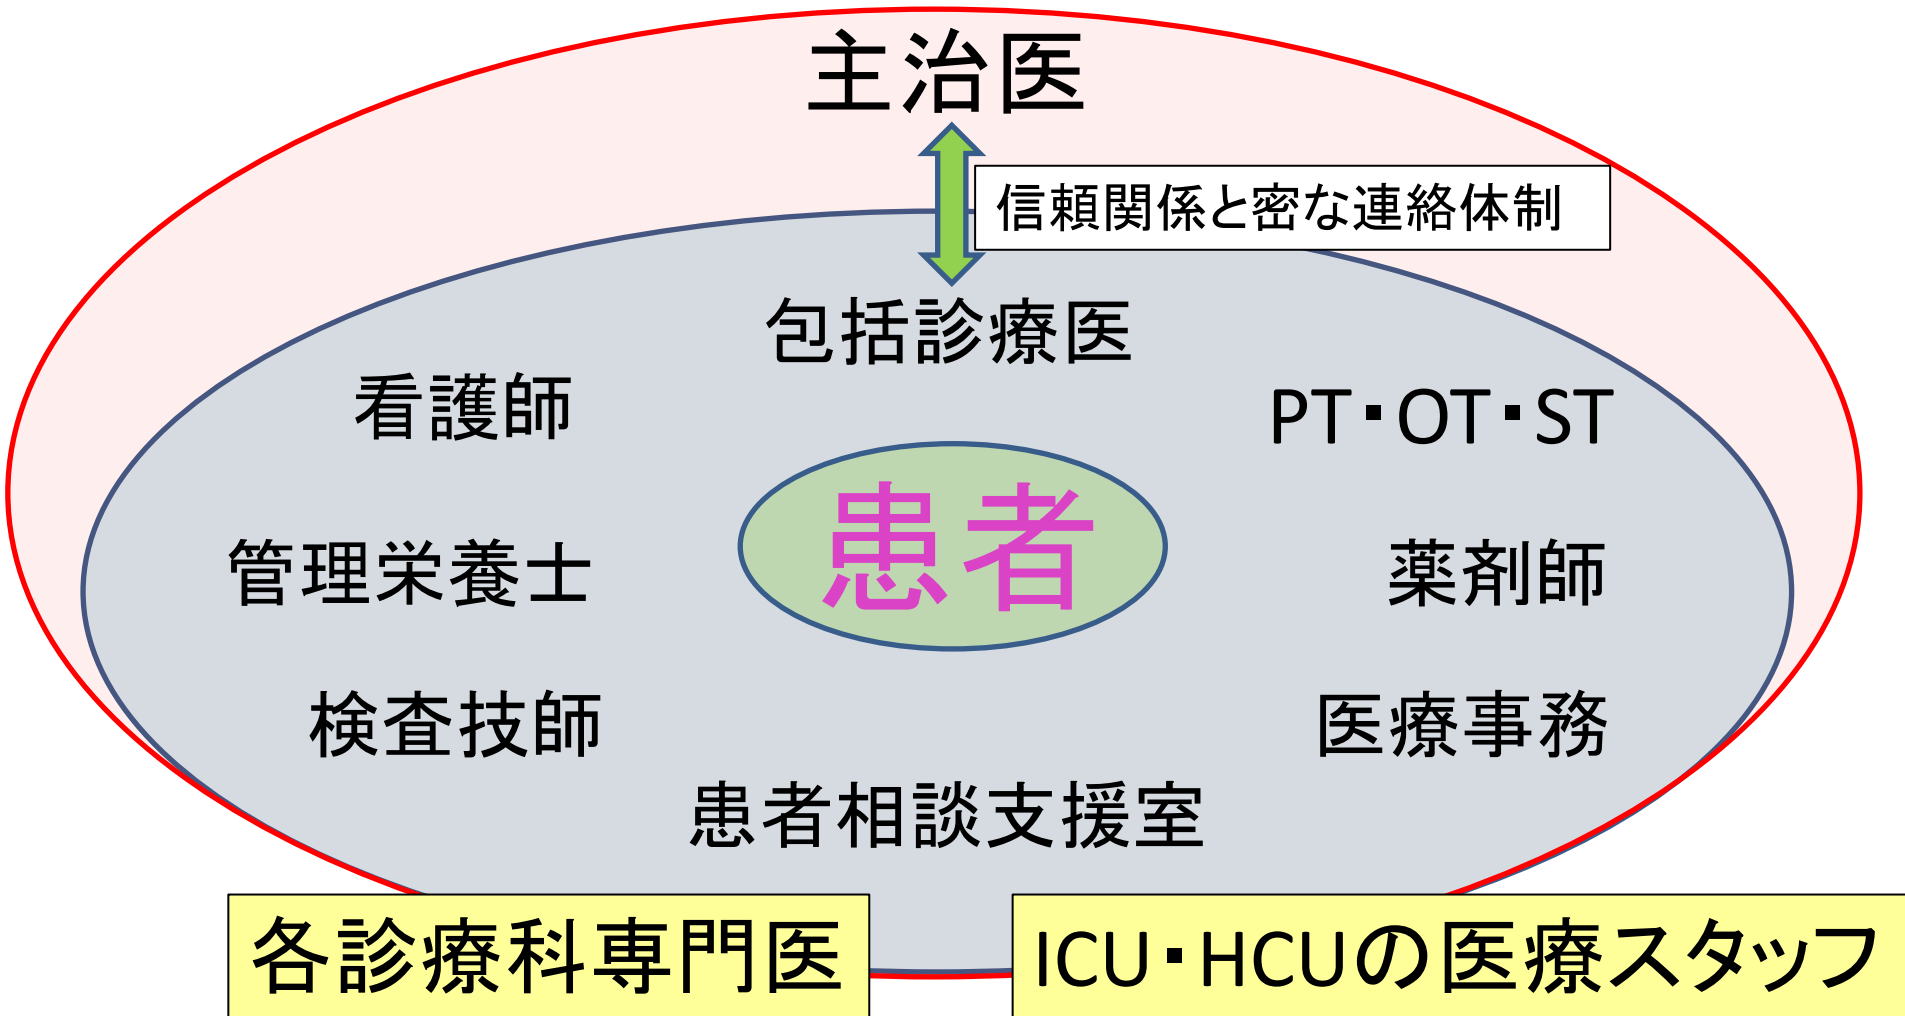 主治医
信頼関係と密な連絡体制
包括診療医
看護師
PT・OT・ST
患者
管理栄養士
薬剤師
検査技師
医療事務
患者相談支援室
各診療科専門医
ICU・HCUの医療スタッフ